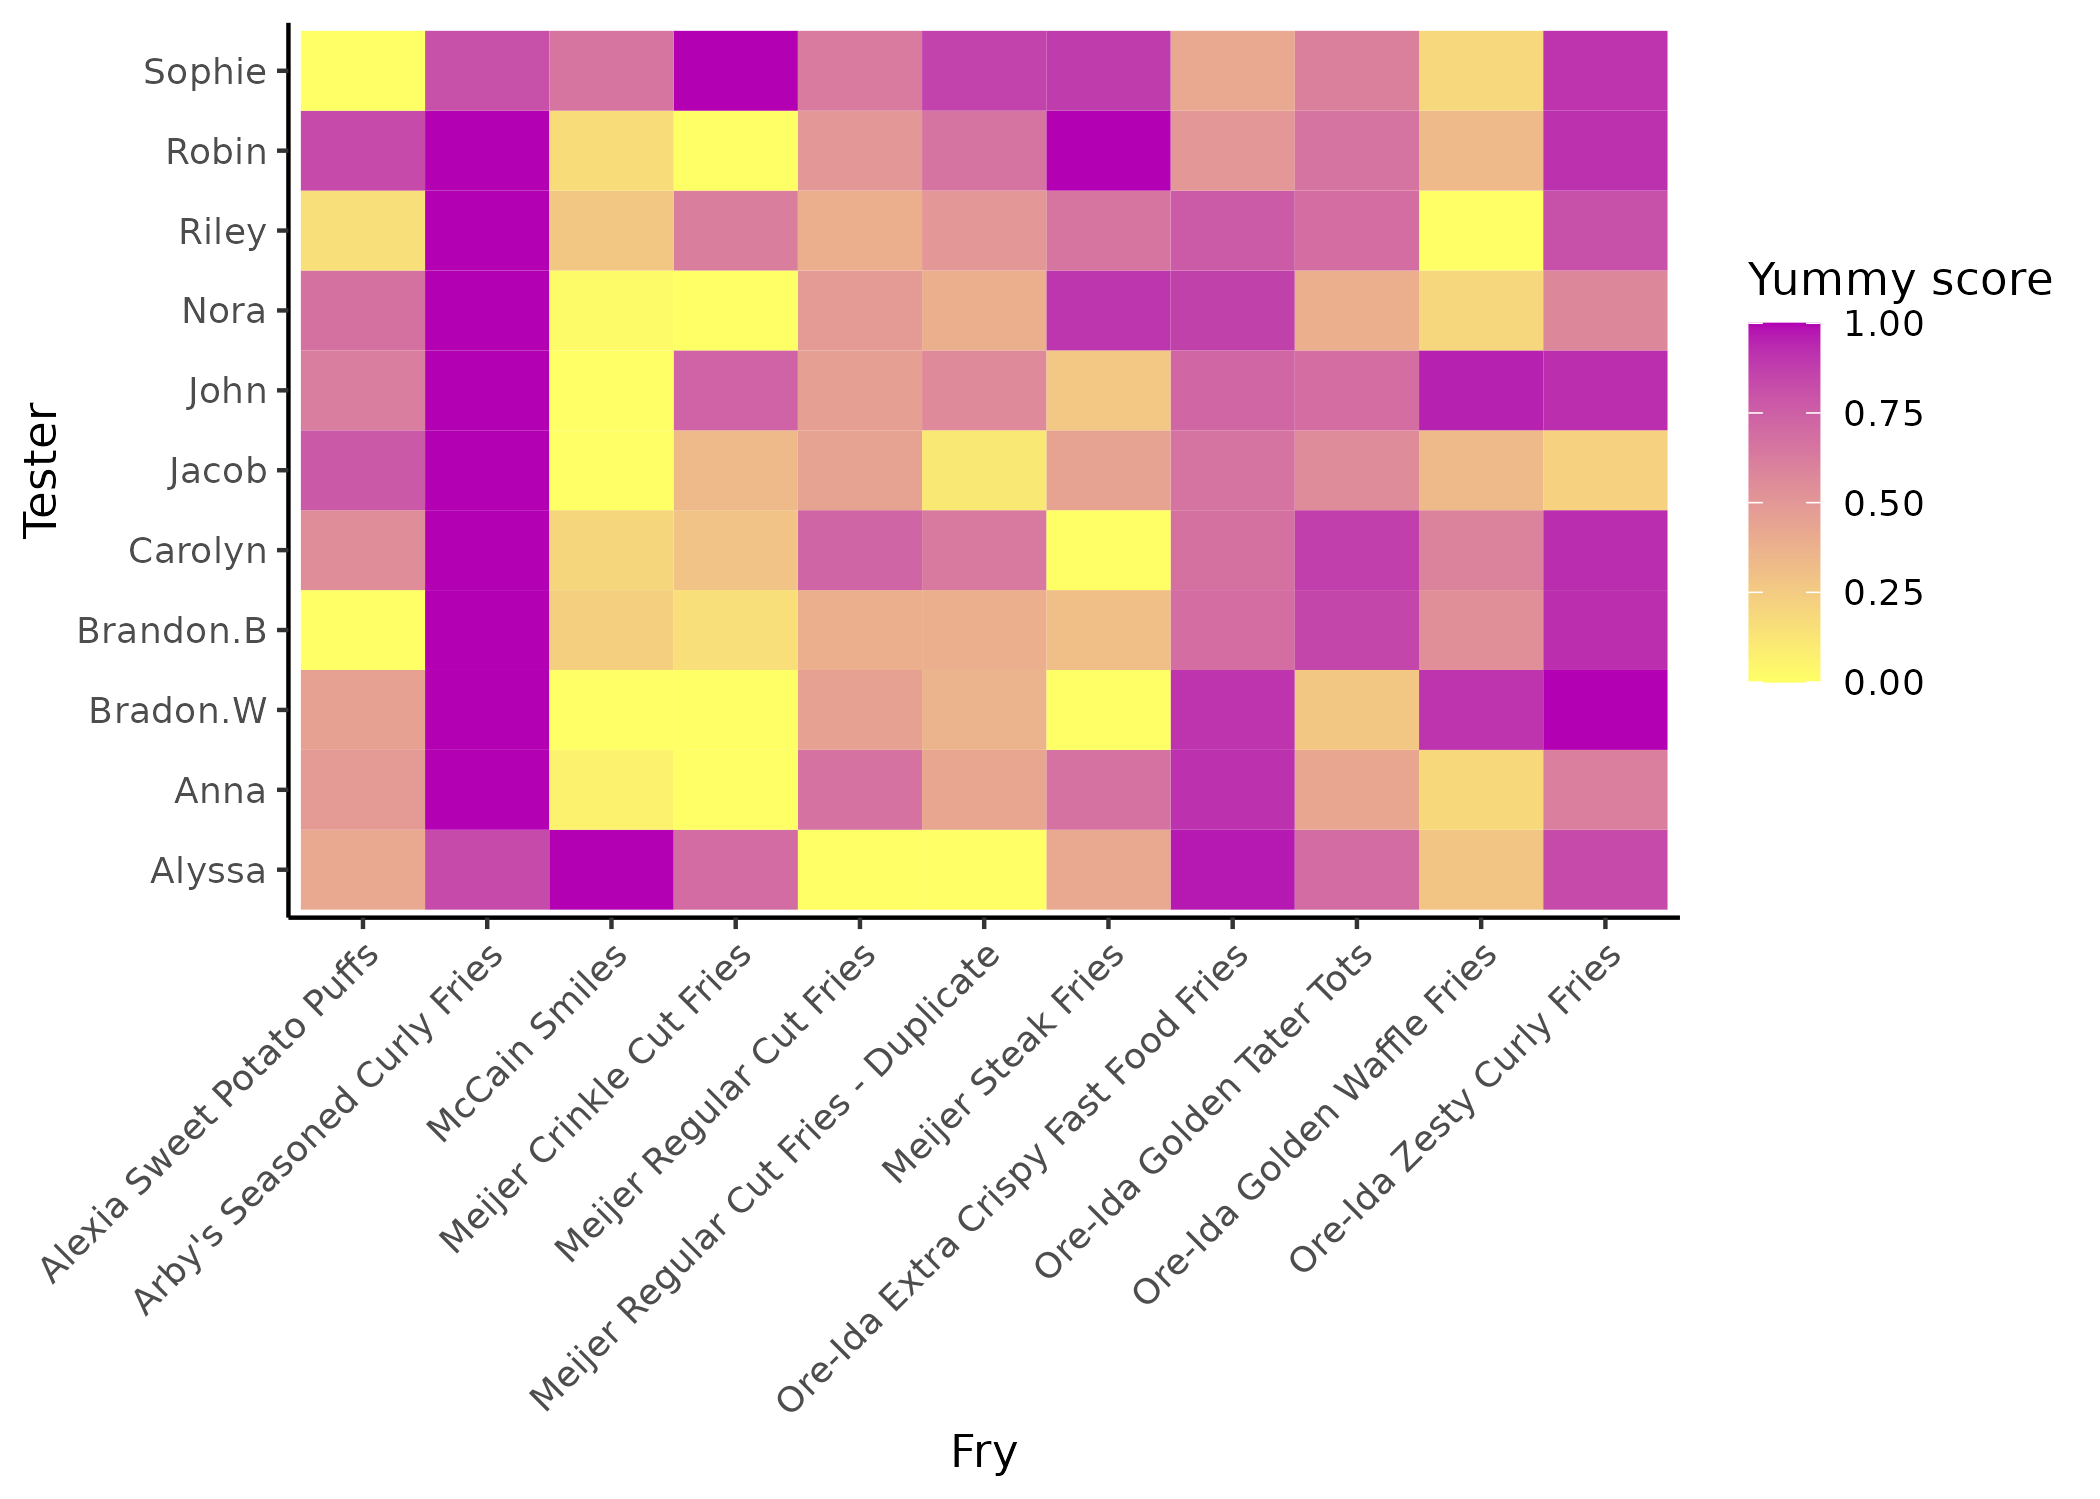 Sophie
Robin
Riley
Nora
John
Jacob
Carolyn
Brandon.B
Bradon.W
Anna
Alyssa
Tester
Alexia Sweet Potato Puffs
Arby's Seasoned Curly Fries
McCain Smiles
Meijer Crinkle Cut Fries
Meijer Regular Cut Fries
Meijer Regular Cut Fries - Duplicate
Meijer Steak Fries
Ore-Ida Extra Crispy Fast Food Fries
Ore-Ida Golden Tater Tots
Ore-Ida Golden Waffle Fries
Ore-Ida Zesty Curly Fries
Fry
Yummy score
1.00
0.75
0.50
0.25
0.00